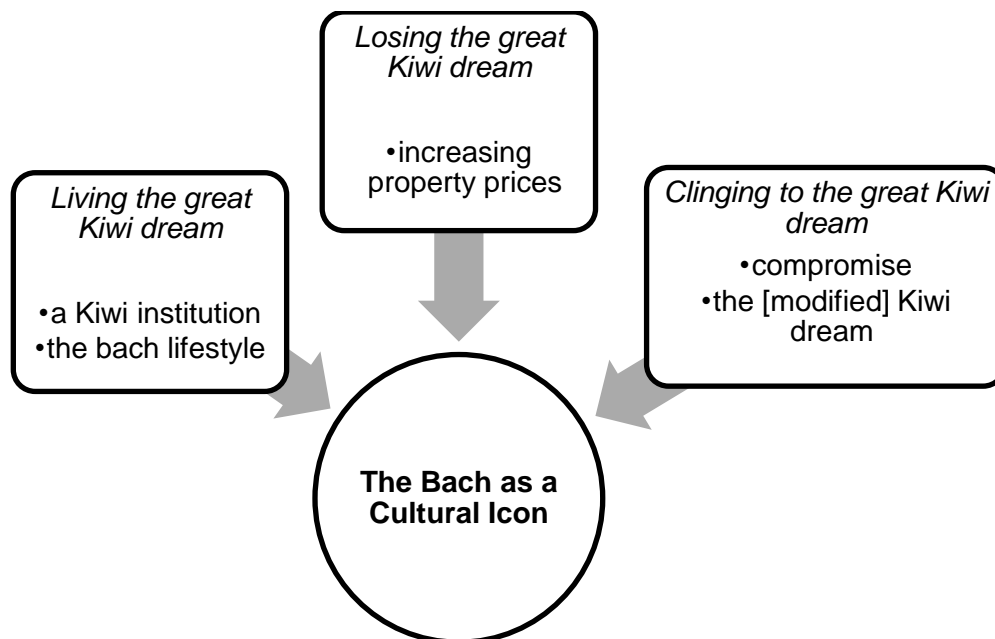 Losing the great
Kiwi dream
•increasing
property prices
Living the great
Kiwi dream
•a Kiwi institution
•the bach lifestyle
Clinging to the great Kiwi
dream
•compromise
•the [modified] Kiwi
dream
The Bach as a
Cultural Icon